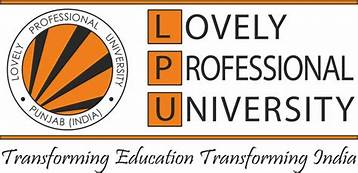 LOVELY PROFESSIONAL UNIVERSITY
PUNJAB (INDIA)
LOVELY
PROFESSIONAL
UNIVERSITY
Transforming Education Transforming India